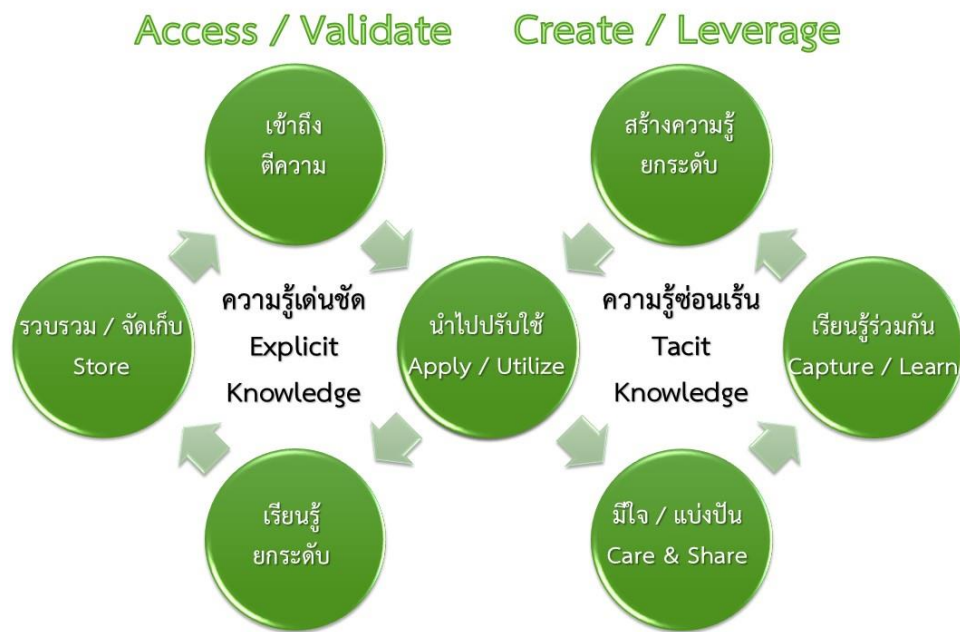 Access / Validate
Create / Leverage
เข้าถึง
ตีความ
สร้างความรู้
ยกระดับ
รวบรวม / จัดเก็บ
Store
ความรู้เด่นชัด
Explicit
Knowledge
นำไปปรับใช้
Apply / Utilize
ความรู้ซ่อนเร้น
Tacit
Knowledge
เรียนรู้ร่วมกัน
Capture / Learn
เรียนรู้
ยกระดับ
มีใจ / แบ่งปัน
Care & Share